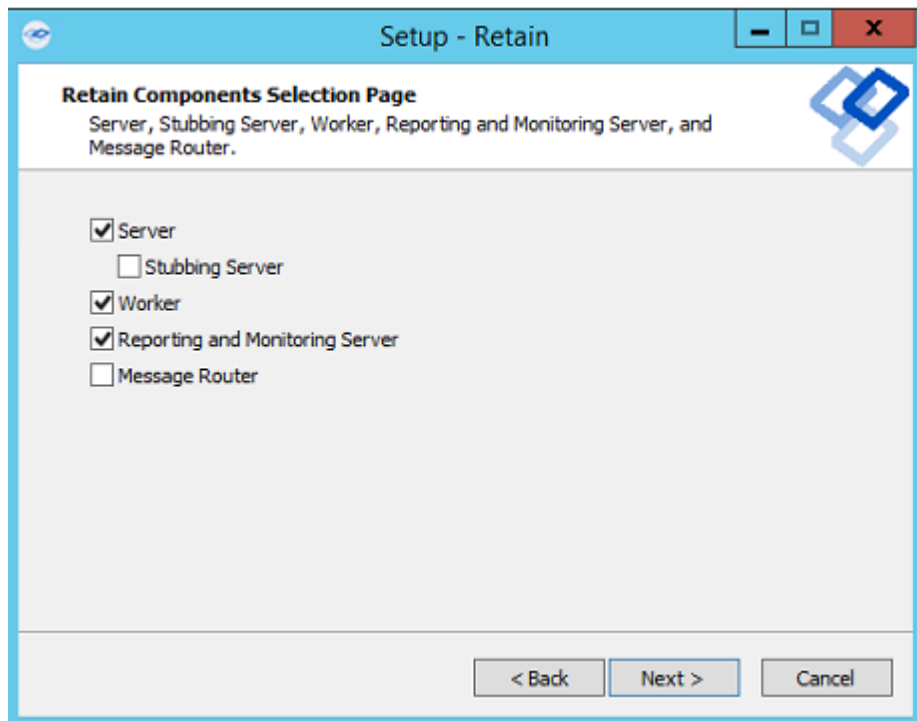 Setup - Retain
Retain Components Selection Page
Server, Stubbing Server, Worker, Reporting and Monitoring Server, and
Message Router.
Server
Stubbing Server
Worker
Reporting and Monitoring Server
Message Router
< Back Next > Cancel